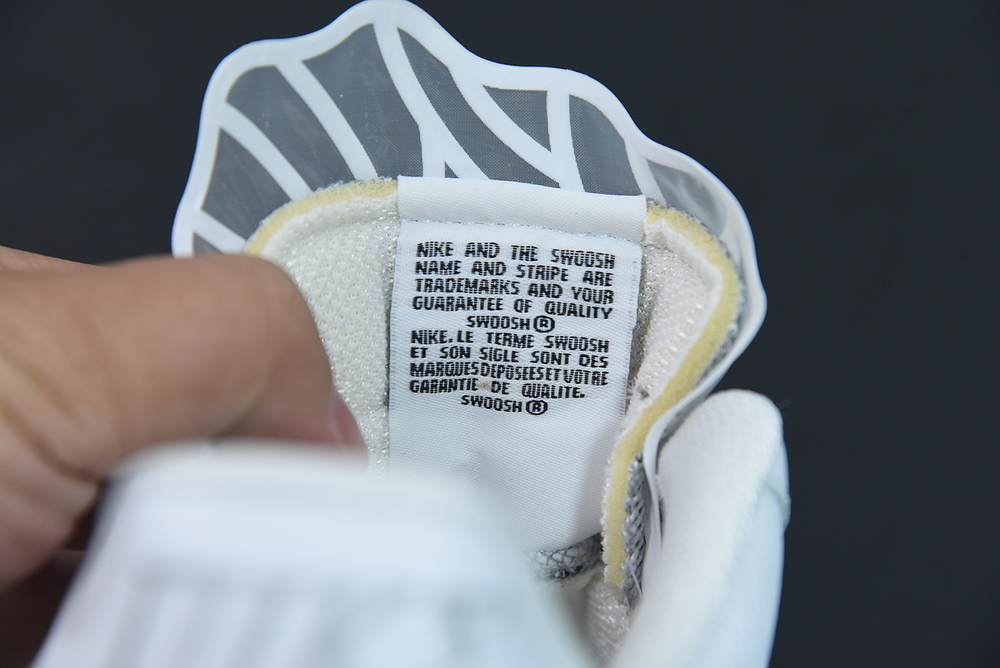 NIKE AND THE SWOOSH
NAME AND STRIPE ARE
TRADEMARKS AND YOUR
GUARANTEE OF QUALITY
SWOOSH®
NIKE. LE TERME SWOOSH
ET SON SIGLE SONT DES
MARQUES DEPOSEES ET VOTRE
GARANTIE DE QUALITE.
SWOOSH®